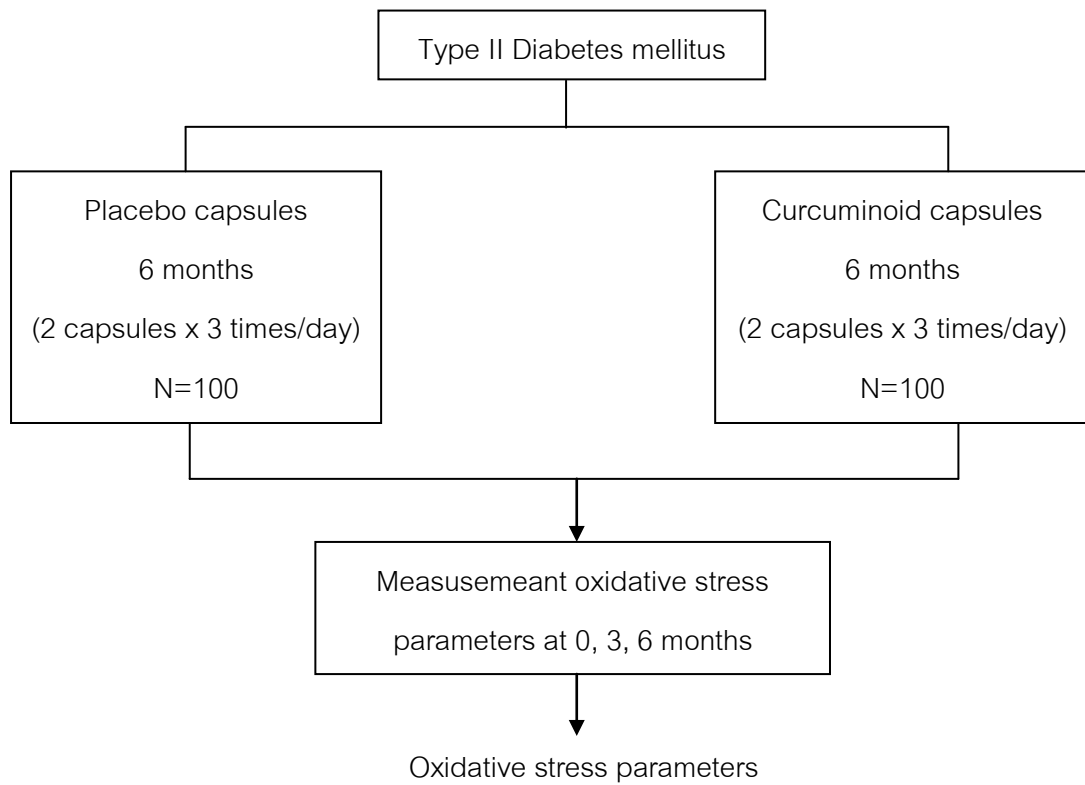 Type II Diabetes mellitus
Placebo capsules
6 months
(2 capsules x 3 times/day)
N=100
Curcuminoid capsules
6 months
(2 capsules x 3 times/day)
N=100
Measusemeant oxidative stress
parameters at 0, 3, 6 months
Oxidative stress parameters